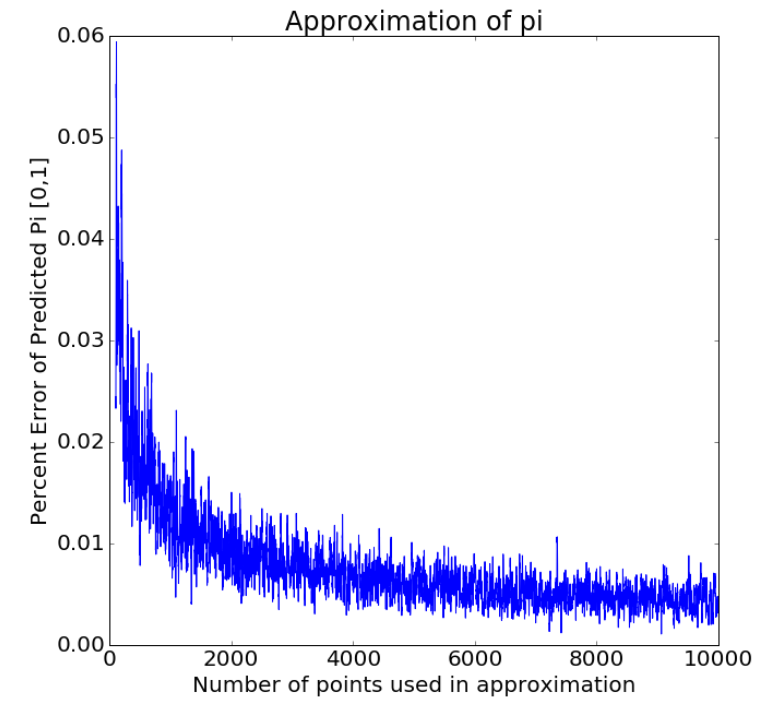 Approximation of pi
0.06
0.05
0.04
0.03
0.02
0.01
0.00
Percent Error of Predicted Pi [0,1]
0 2000 4000 6000 8000 10000
Number of points used in approximation